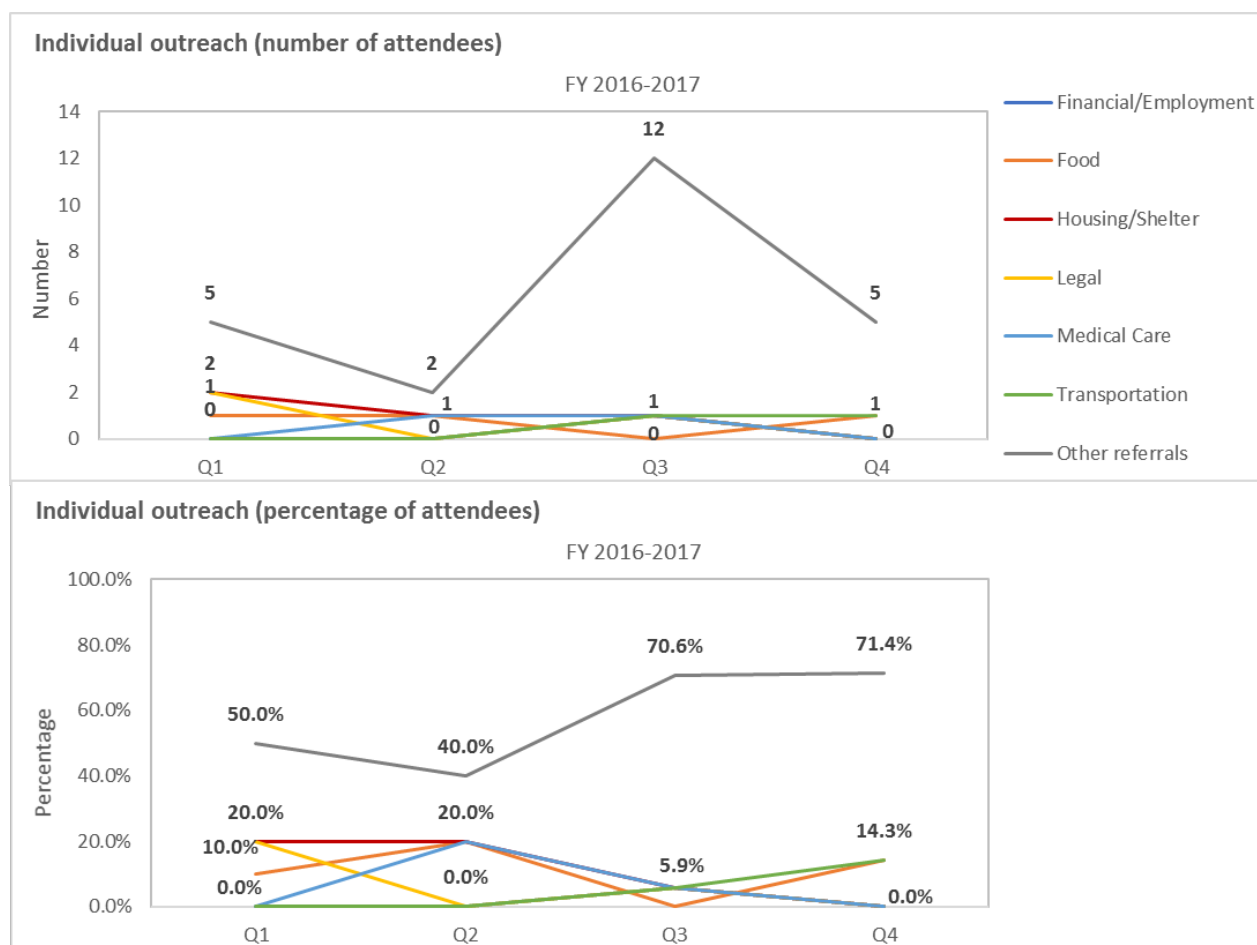 Individual outreach (number of attendees)
FY 2016-2017
14
12
10
8
6
4
2
0
Number
5
2
1
0
2
1
0
12
1
0
5
1
0
Q1 Q2 Q3 Q4
Financial/Employment
Food
Housing/Shelter
Legal
Medical Care
Transportation
Other referrals
Individual outreach (percentage of attendees)
FY 2016-2017
100.0%
80.0%
60.0%
40.0%
20.0%
0.0%
Percentage
50.0%
20.0%
10.0%
0.0%
40.0%
20.0%
0.0%
70.6%
5.9%
71.4%
14.3%
0.0%
Q1 Q2 Q3 Q4